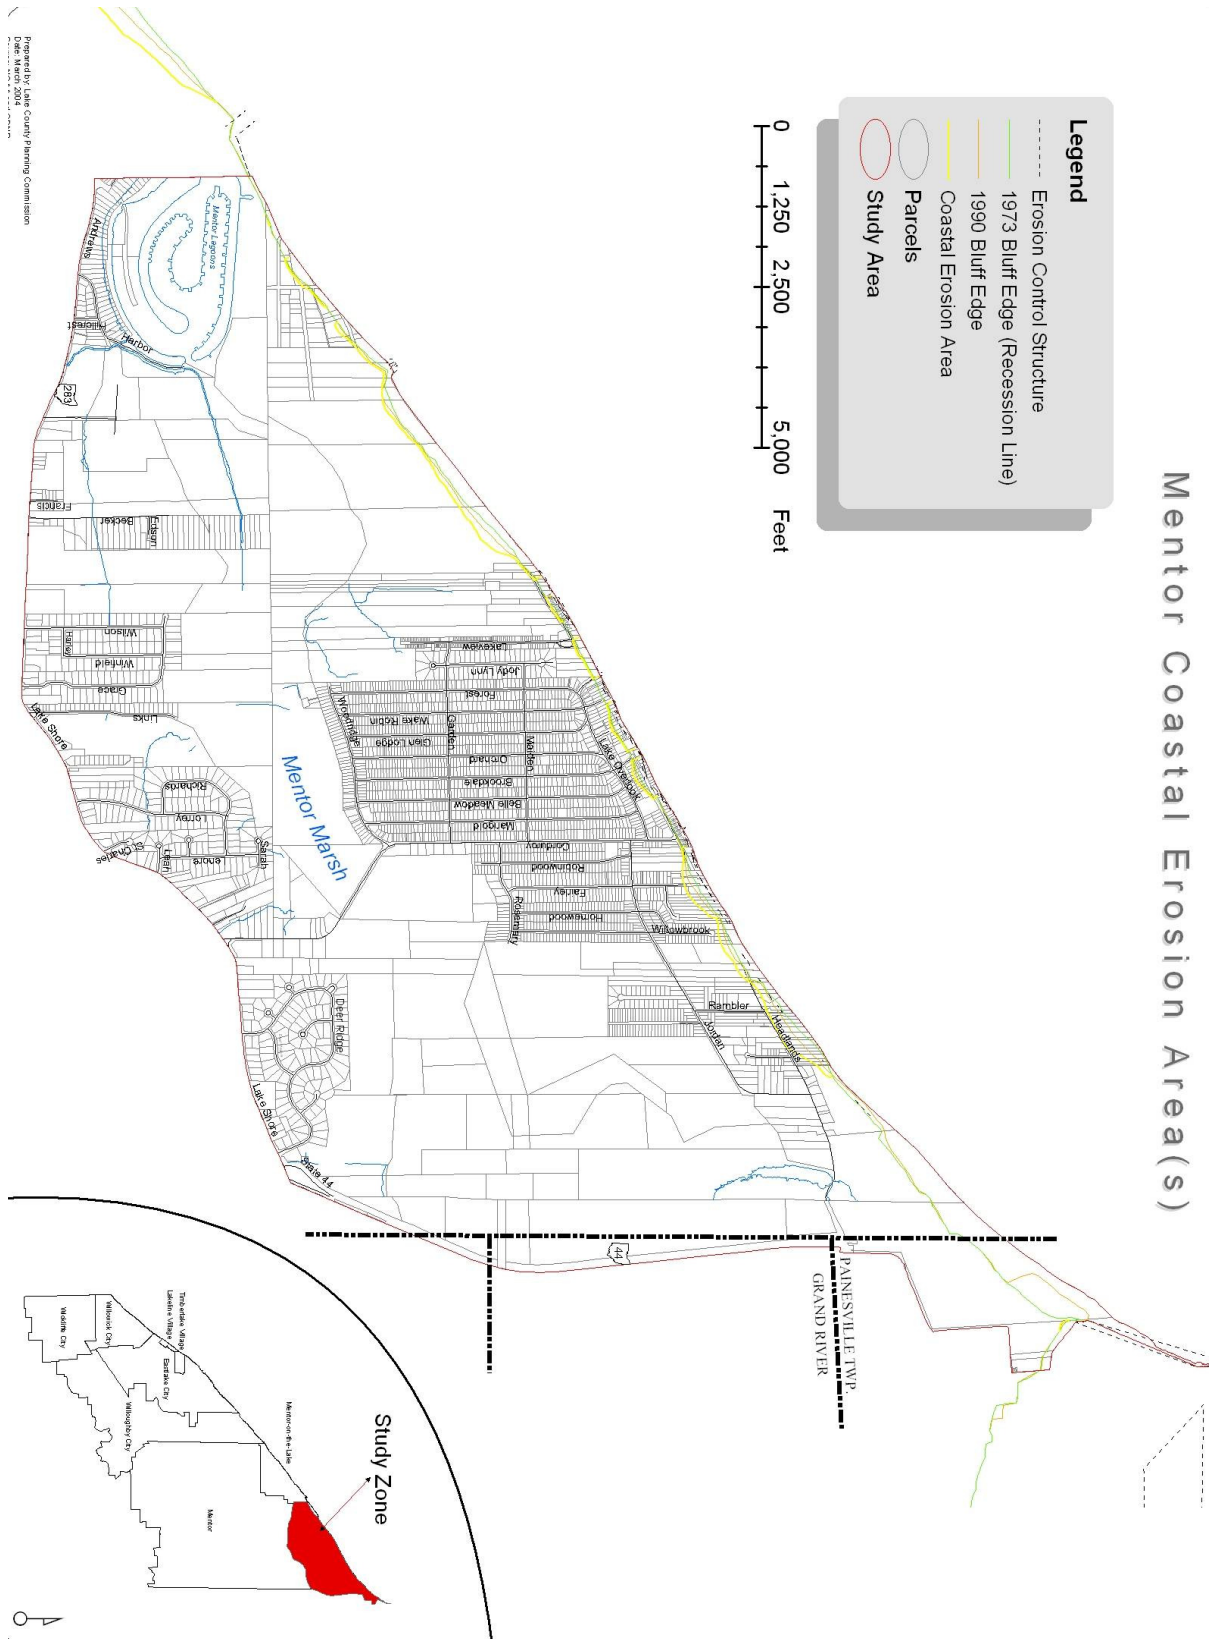 Mentor Coastal Erosion Area(s)
Legend
Erosion Control Structure
1973 Bluff Edge (Recession Line)
1990 Bluff Edge
Coastal Erosion Area
Parcels
Study Area
0 1,250 2,500 5,000 Feet
Mentor Lagoons
Andrews
Hillcrest
Harbor
283
Francis
Becker
Edson
Wilson
Harley
Winfield
Grace
Links
Lake Shore
Richards
Lorrey
St Charles
Lean
Lenore
Sarah
Mentor Marsh
Lakeview
Jody Lynn
Forest
Woodridge
Wake Robin
Garden
Glen Lodge
Marsden
Orchard
Brookdale
Belle Meadow
Marigold
Lake Overlook
Corduroy
Robinwood
Fairley
Homewood
Rosemary
Willowbrook
Rambler
Jordan
Headlands
Deer Ridge
Lake Shore
State 44
44
PAINESVILLE TWP.
GRAND RIVER
Study Zone
Timberlake Village
Lakeline Village
Willowick City
Wickliffe City
Eastlake City
Willoughby City
Mentor-on-the-Lake
Mentor
Prepared by: Lake County Planning Commission
Date: March 2004